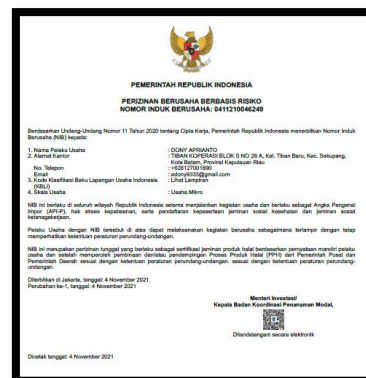 PEMERINTAH REPUBLIK INDONESIA
PERIZINAN BERUSAHA BERBASIS RISIKO
NOMOR INDUK BERUSAHA: 0411210046249
Berdasarkan Undang-Undang Nomor 11 Tahun 2020 tentang Cipta Kerja, Pemerintah Republik Indonesia menerbitkan Nomor Induk
Berusaha (NIB) kepada:
1. Nama Pelaku Usaha : DONY APRIANTO
2. Alamat Kantor : TIBAN KOPERASI BLOK S NO 26 A, Kel. Tiban Baru, Kec. Sekupang,
Kota Batam, Provinsi Kepulauan Riau
No. Telepon : +628127001890
Email : adony9333@gmail.com
3. Kode Klasifikasi Baku Lapangan Usaha Indonesia : Lihat Lampiran
(KBLI)
4. Skala Usaha : Usaha Mikro
NIB ini berlaku di seluruh wilayah Republik Indonesia selama menjalankan kegiatan usaha dan berlaku sebagai Angka Pengenal
Impor (API-P), hak akses kepabeanan, serta pendaftaran kepesertaan jaminan sosial kesehatan dan jaminan sosial
ketenagakerjaan.
Pelaku Usaha dengan NIB tersebut di atas dapat melaksanakan kegiatan berusaha sebagaimana terlampir dengan tetap
memperhatikan ketentuan peraturan perundang-undangan.
NIB ini merupakan perizinan tunggal yang berlaku sebagai sertifikasi jaminan produk halal berdasarkan pernyataan mandiri pelaku
usaha dan setelah memperoleh pembinaan dan/atau pendampingan Proses Produk Halal (PPH) dari Pemerintah Pusat dan
Pemerintah Daerah sesuai dengan ketentuan peraturan perundang-undangan. sesuai dengan ketentuan peraturan perundang-
undangan.
Diterbitkan di Jakarta, tanggal: 4 November 2021
Perubahan ke-1, tanggal: 4 November 2021
Menteri Investasi/
Kepala Badan Koordinasi Penanaman Modal,
Ditandatangani secara elektronik
Dicetak tanggal: 4 November 2021